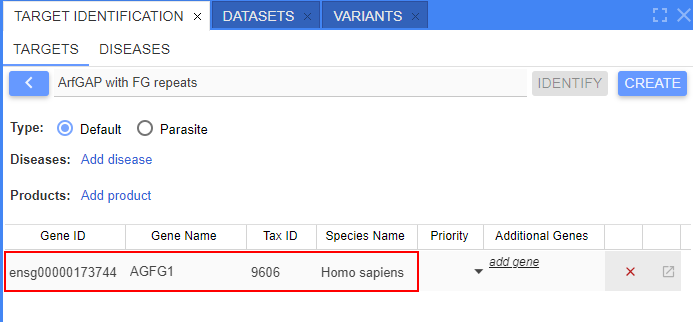 TARGET IDENTIFICATION × DATASETS × VARIANTS ×
TARGETS DISEASES
ArfGAP with FG repeats IDENTIFY CREATE
Type: Default Parasite
Diseases: Add disease
Products: Add product
Gene ID Gene Name Tax ID Species Name Priority Additional Genes
ensg00000173744 AGFG1 9606 Homo sapiens add gene